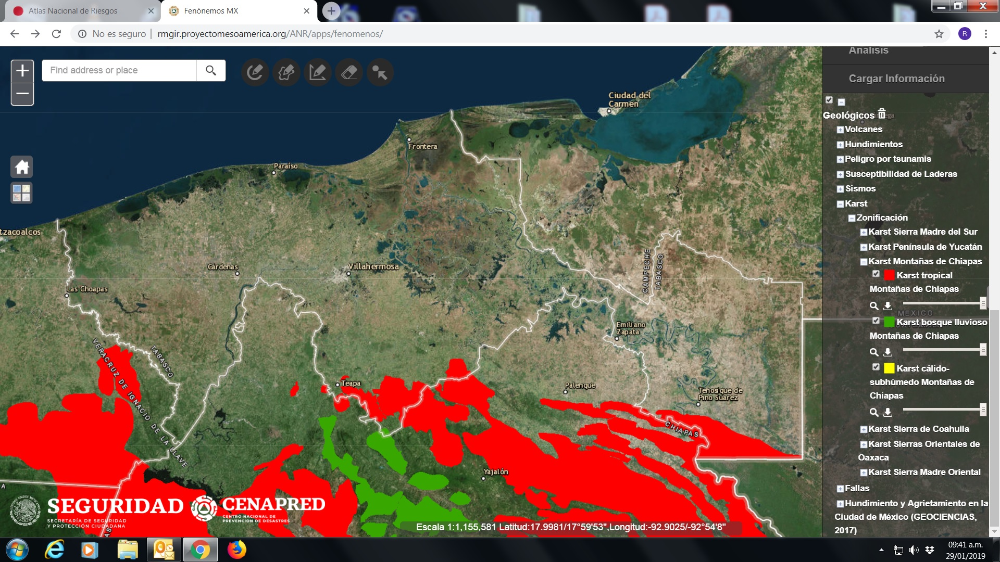 Atlas Nacional de Riesgos
Fenónemos MX
No es seguro
rmgir.proyectomesoamerica.org/ANR/apps/fenomenos/
R
Find address or place
Análisis
Cargar Información
Geológicos
Volcanes
Hundimientos
Peligro por tsunamis
Susceptibilidad de Laderas
Sismos
Karst
Zonificación
Karst Sierra Madre del Sur
Karst Península de Yucatán
Karst Montañas de Chiapas
Karst tropical
Montañas de Chiapas
MEXICO
Karst bosque lluvioso
Montañas de Chiapas
Karst cálido-
subhúmedo Montañas de
Chiapas
Karst Sierra de Coahuila
Karst Sierras Orientales de
Oaxaca
Karst Sierra Madre Oriental
Fallas
Hundimiento y Agrietamiento en la
Ciudad de México (GEOCIENCIAS,
2017)
Ciudad del
Carmen
Frontera
Paraíso
tzacoalcos
Cárdenas
Villahermosa
CAMPECHE
TABASCO
Las Choapas
Emiliano
Zapata
VERACRUZ DE IGNACIO DE LA LLAVE
TABASCO
Teapa
Palenque
Tenosique de
Pino Suárez
CHIAPAS
Yajalón
A
AS
SEGURIDAD
SECRETARÍA DE SEGURIDAD
Y PROTECCIÓN CIUDADANA
CENAPRED
CENTRO NACIONAL DE
PREVENCIÓN DE DESASTRES
Escala 1:1,155,581 Latitud:17.9981/17°59'53",Longitud:-92.9025/-92°54'8"
09:41 a.m.
29/01/2019